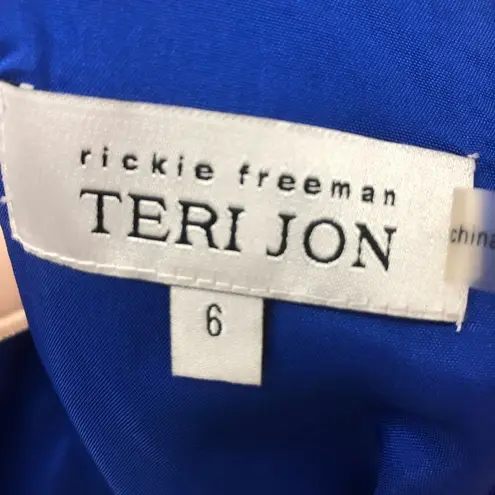 rickie freeman
TERI JON
china
6